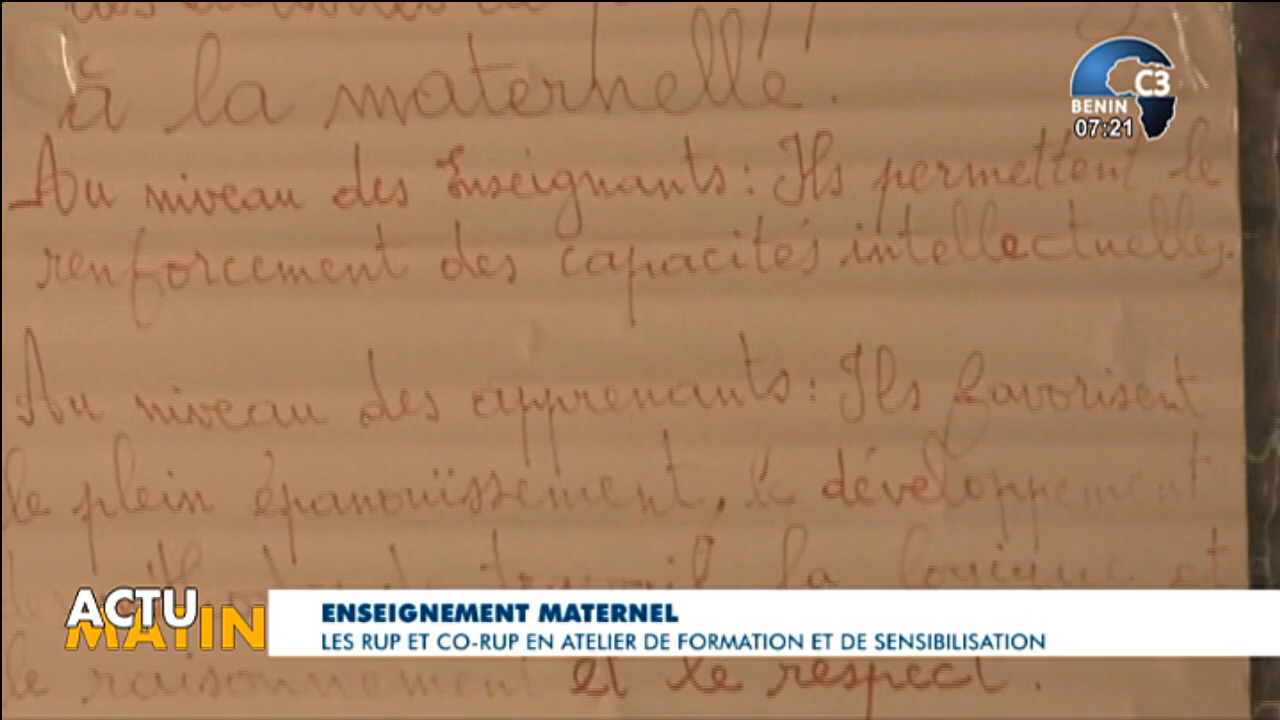 à la maternelle.
Au niveau des Enseignants : Ils permettent le
renforcement des capacités intellectuelles.
Au niveau des apprenants : Ils favorisent
le plein épanouïssement, le développement
travail la logique et
le raisonnement et le respect.
C3
BENIN
07:21
ACTU
MATIN
ENSEIGNEMENT MATERNEL
LES RUP ET CO-RUP EN ATELIER DE FORMATION ET DE SENSIBILISATION